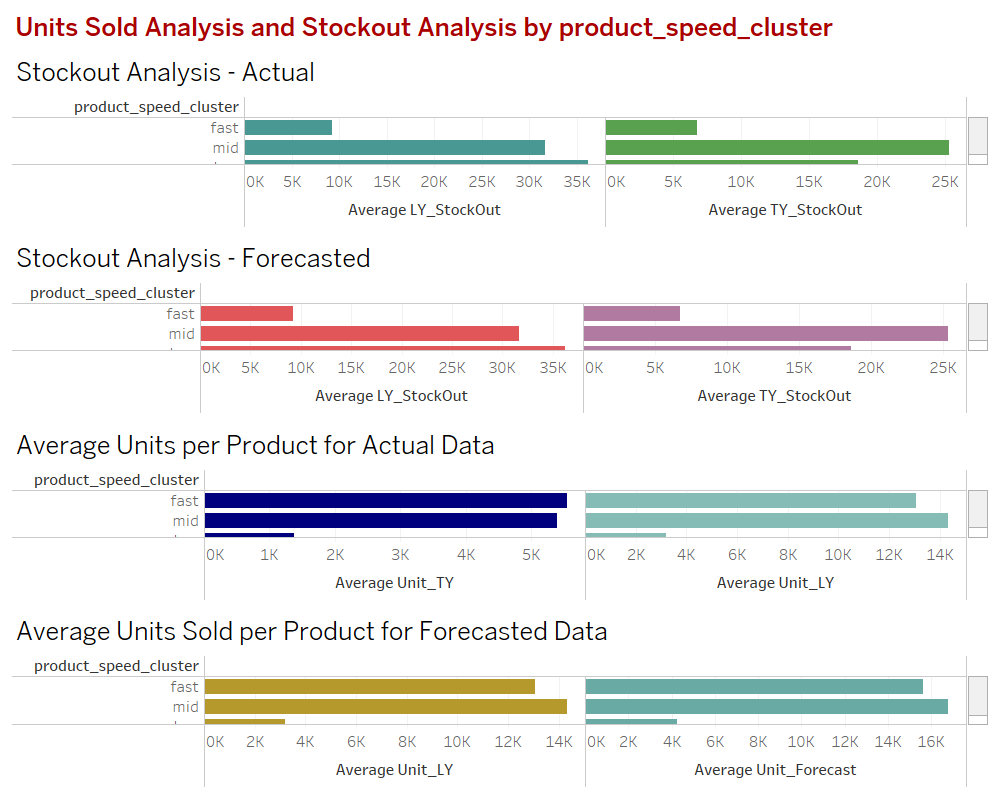 Units Sold Analysis and Stockout Analysis by product_speed_cluster
Stockout Analysis - Actual
product_speed_cluster
fast
mid
0K 5K 10K 15K 20K 25K 30K 35K 0K 5K 10K 15K 20K 25K
Average LY_StockOut Average TY_StockOut
Stockout Analysis - Forecasted
product_speed_cluster
fast
mid
0K 5K 10K 15K 20K 25K 30K 35K 0K 5K 10K 15K 20K 25K
Average LY_StockOut Average TY_StockOut
Average Units per Product for Actual Data
product_speed_cluster
fast
mid
0K 1K 2K 3K 4K 5K 0K 2K 4K 6K 8K 10K 12K 14K
Average Unit_TY Average Unit_LY
Average Units Sold per Product for Forecasted Data
product_speed_cluster
fast
mid
0K 2K 4K 6K 8K 10K 12K 14K 0K 2K 4K 6K 8K 10K 12K 14K 16K
Average Unit_LY Average Unit_Forecast